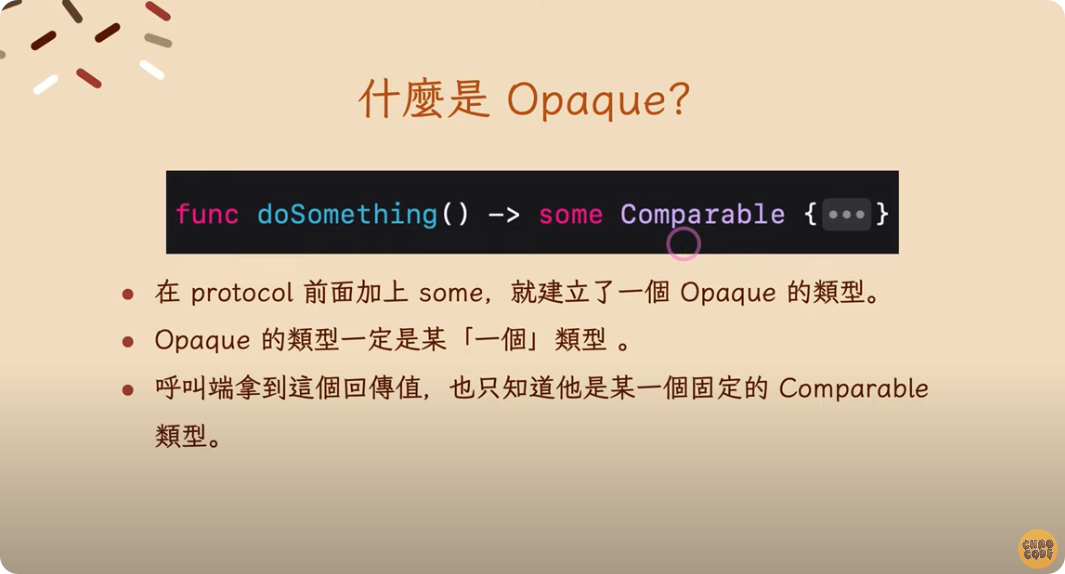 什麼是 Opaque?
func doSomething() -> some Comparable {•••}
• 在 protocol 前面加上 some，就建立了一個 Opaque 的類型。
• Opaque 的類型一定是某「一個」類型 。
• 呼叫端拿到這個回傳值，也只知道他是某一個固定的 Comparable
類型。
CHAO
CODE